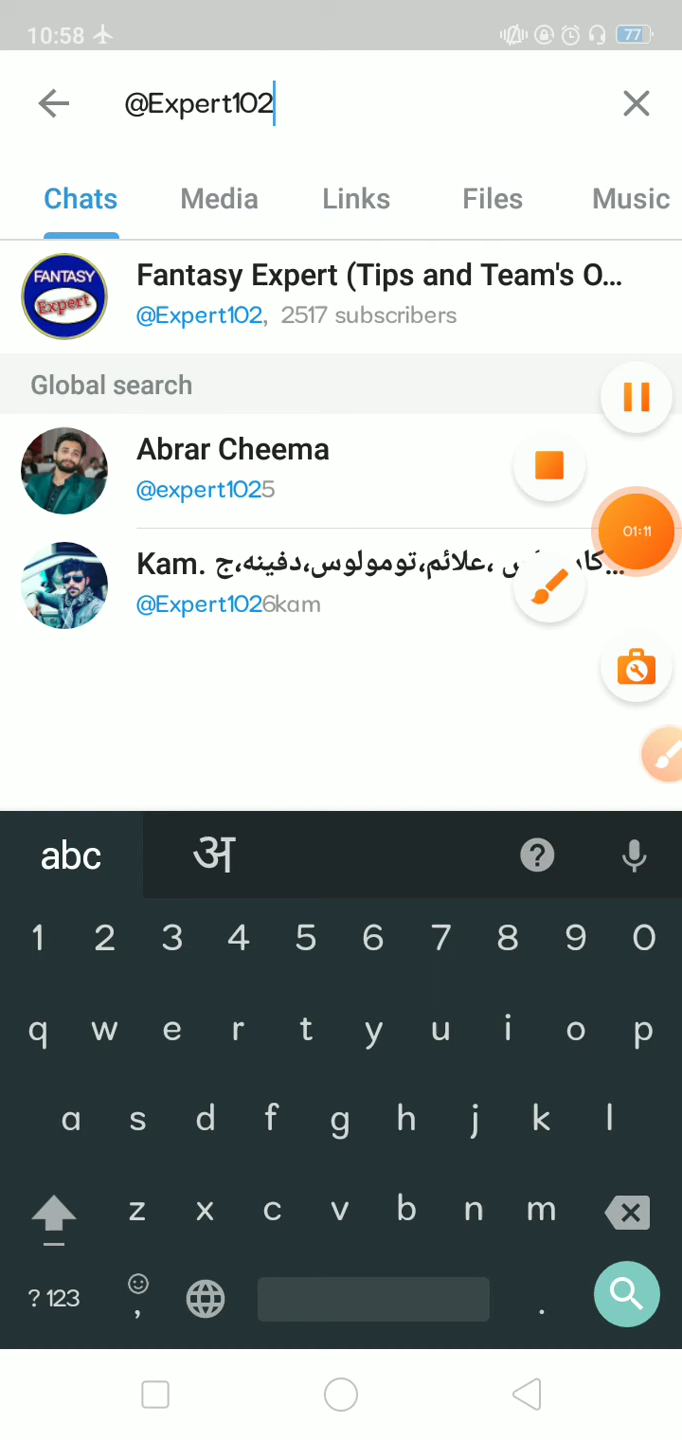 10:58
77
@Expert102
Chats Media Links Files Music
FANTASY
Expert
Fantasy Expert (Tips and Team's O...
@Expert102, 2517 subscribers
Global search
Abrar Cheema
@expert1025
01:11
Kam. علائم،تومولوس،دفینه،ج،
@Expert1026kam
abc अ ?
1 2 3 4 5 6 7 8 9 0
q w e r t y u i o p
a s d f g h j k l
z x c v b n m
?123 , .